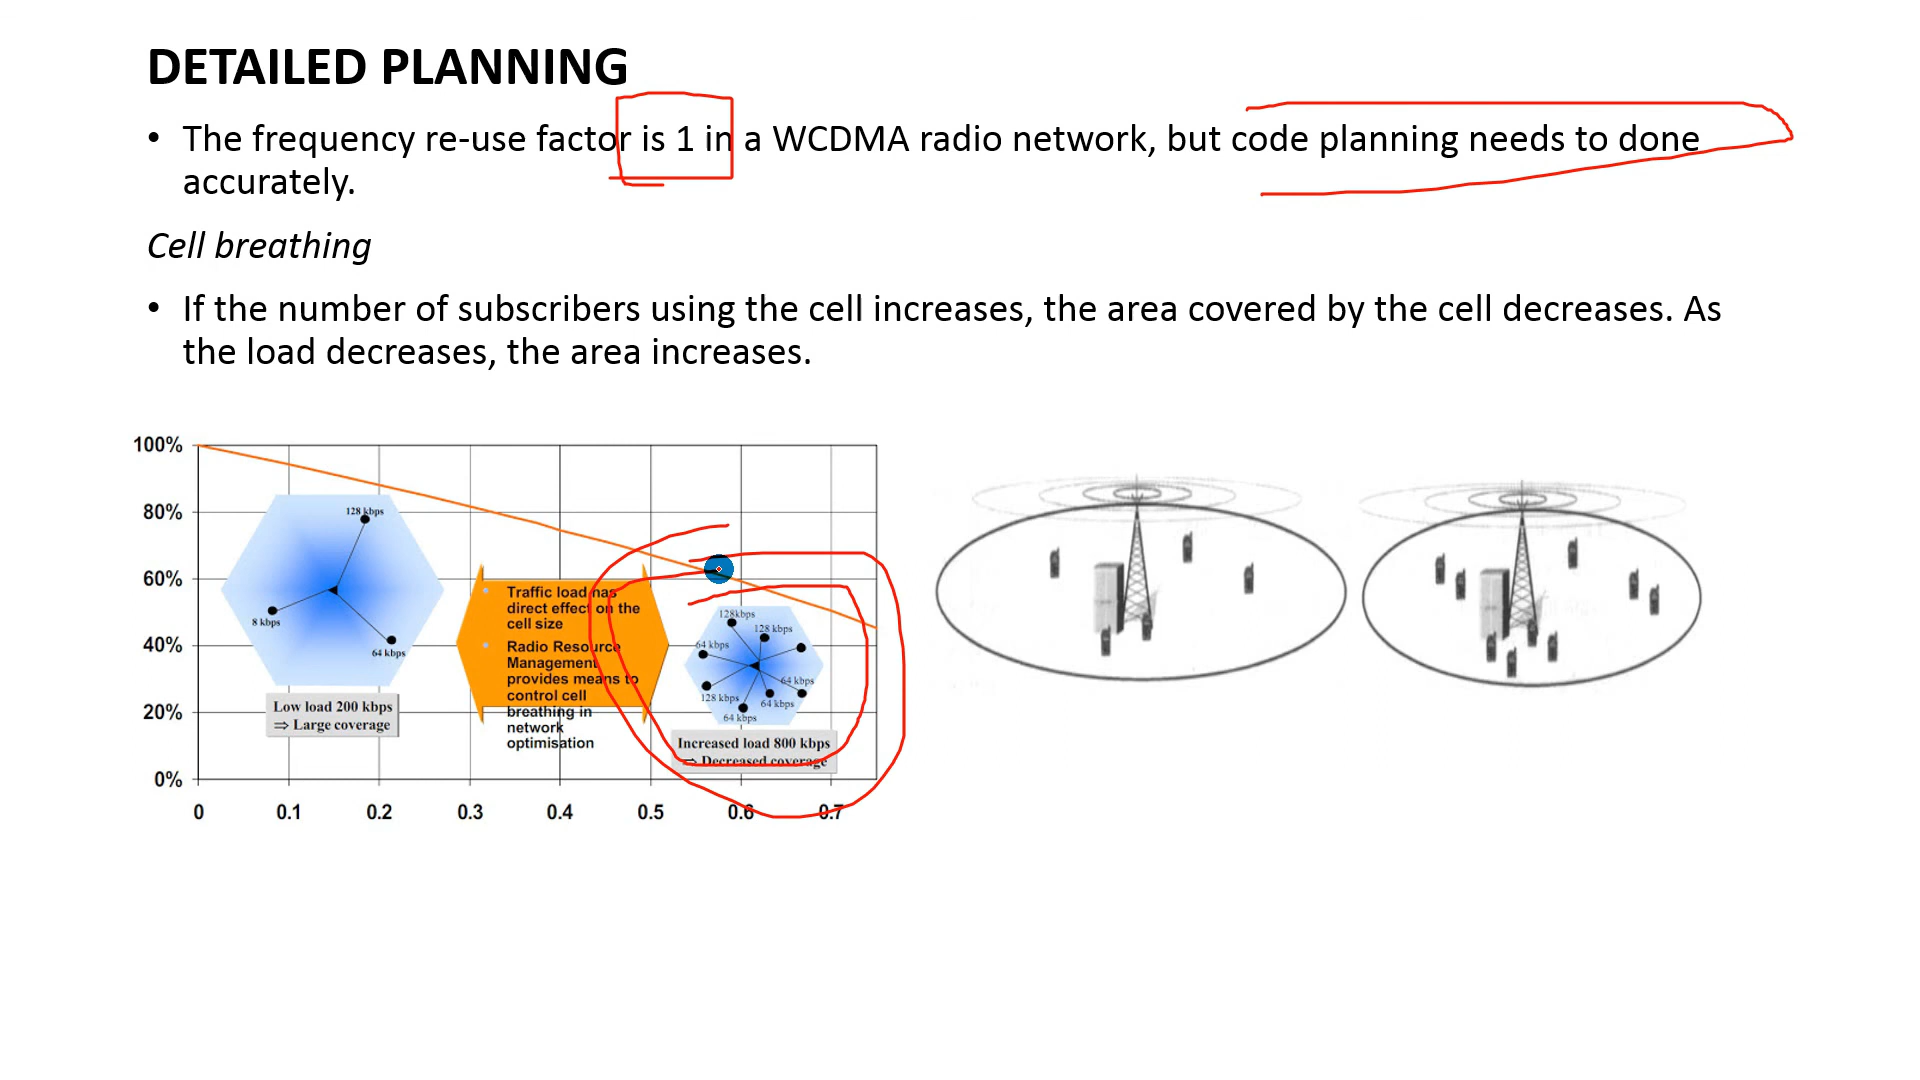 DETAILED PLANNING
• The frequency re-use factor is 1 in a WCDMA radio network, but code planning needs to done
accurately.
Cell breathing
• If the number of subscribers using the cell increases, the area covered by the cell decreases. As
the load decreases, the area increases.
100%
80%
60%
40%
20%
0%
0 0.1 0.2 0.3 0.4 0.5 0.6 0.7
128 kbps
8 kbps
64 kbps
Low load 200 kbps
⇒ Large coverage
• Traffic load has
direct effect on the
cell size
• Radio Resource
Management
provides means to
control cell
breathing in
network
optimisation
128kbps
128 kbps
64 kbps
64 kbps
128 kbps
64 kbps
64 kbps
Increased load 800 kbps
⇒ Decreased coverage